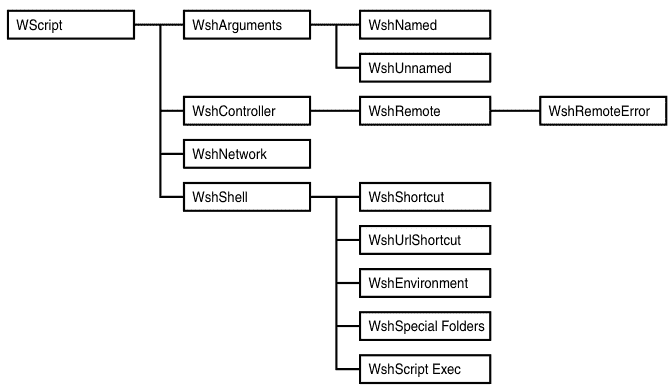 WScript
WshArguments
WshNamed
WshUnnamed
WshController
WshRemote
WshRemoteError
WshNetwork
WshShell
WshShortcut
WshUrlShortcut
WshEnvironment
WshSpecial Folders
WshScript Exec